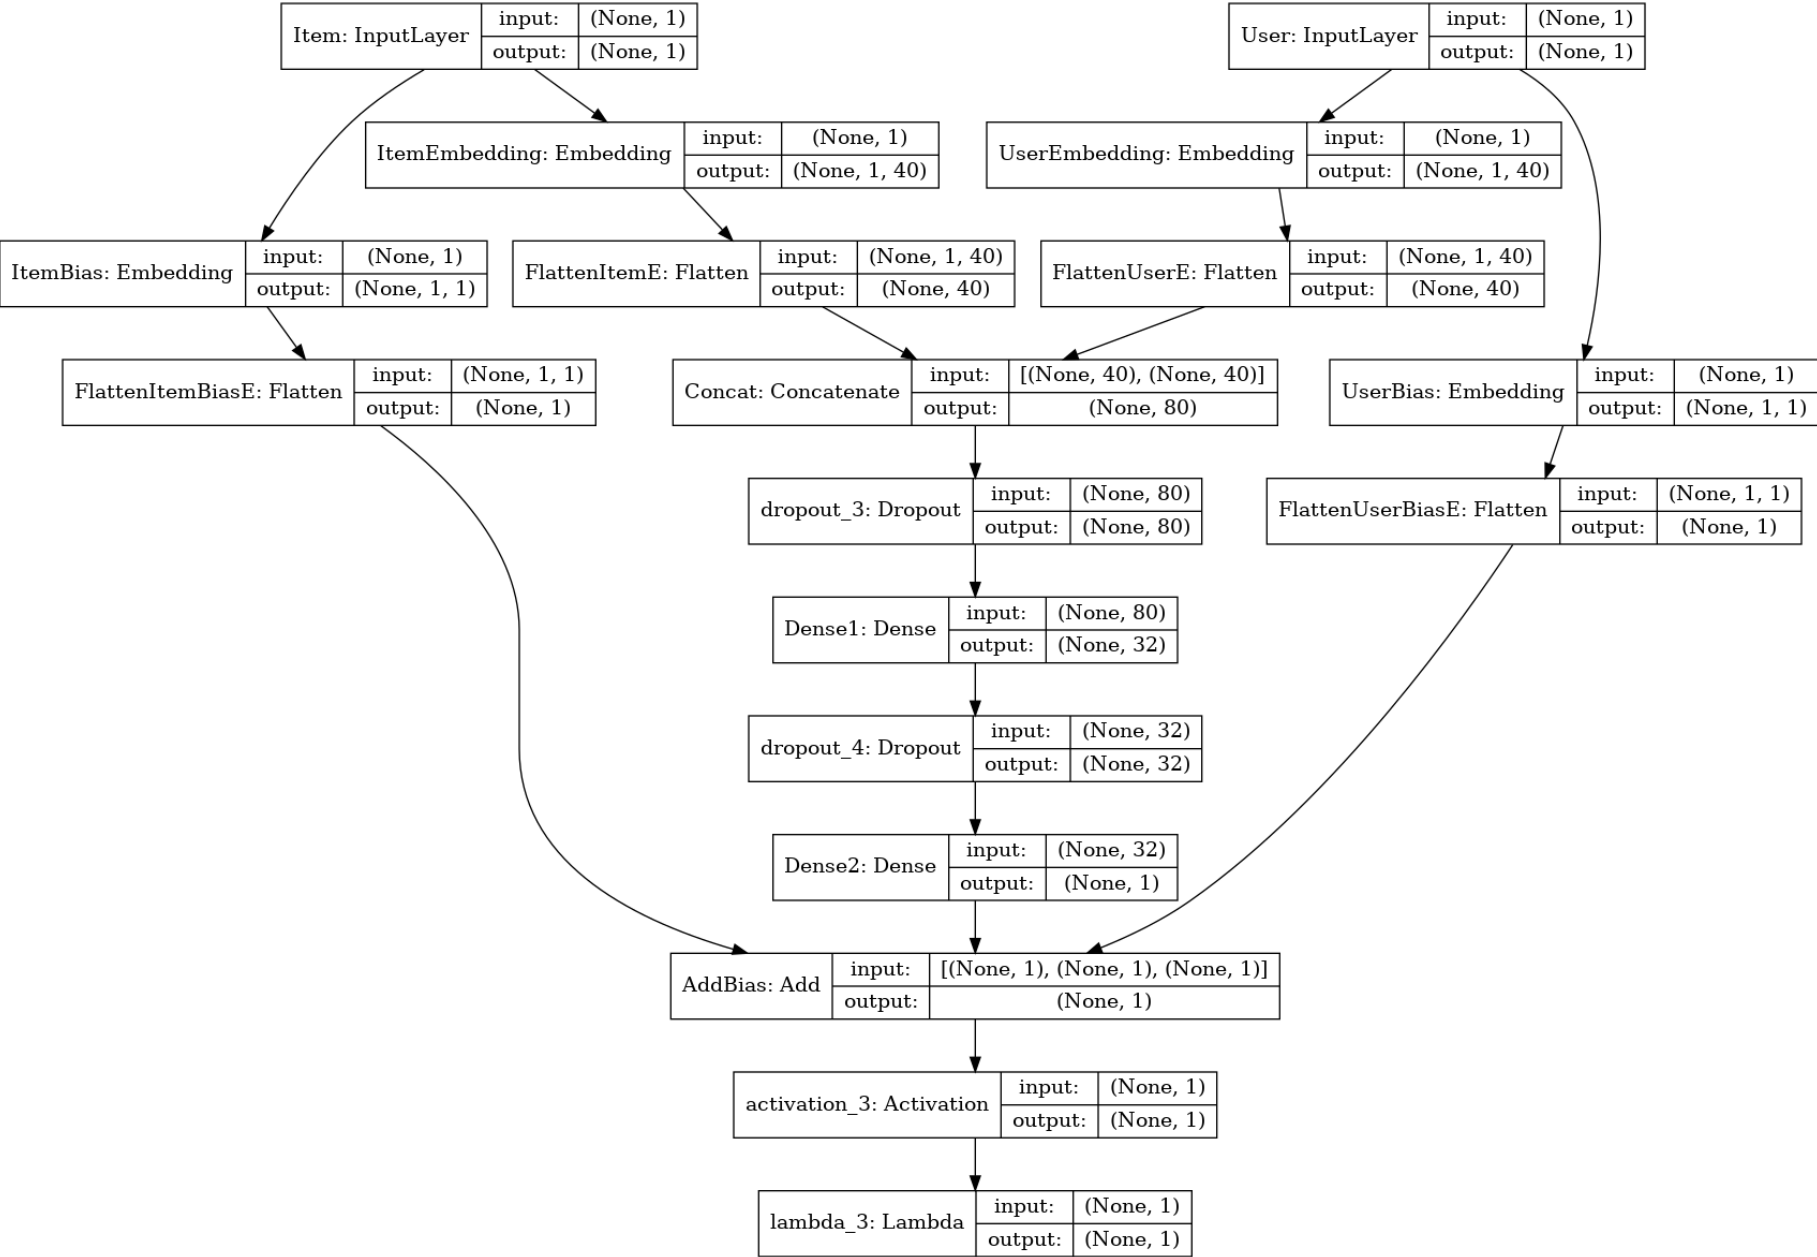 Item: InputLayer
input: (None, 1)
output: (None, 1)
User: InputLayer
input: (None, 1)
output: (None, 1)
ItemEmbedding: Embedding
input: (None, 1)
output: (None, 1, 40)
UserEmbedding: Embedding
input: (None, 1)
output: (None, 1, 40)
ItemBias: Embedding
input: (None, 1)
output: (None, 1, 1)
FlattenItemE: Flatten
input: (None, 1, 40)
output: (None, 40)
FlattenUserE: Flatten
input: (None, 1, 40)
output: (None, 40)
FlattenItemBiasE: Flatten
input: (None, 1, 1)
output: (None, 1)
Concat: Concatenate
input: [(None, 40), (None, 40)]
output: (None, 80)
UserBias: Embedding
input: (None, 1)
output: (None, 1, 1)
dropout_3: Dropout
input: (None, 80)
output: (None, 80)
FlattenUserBiasE: Flatten
input: (None, 1, 1)
output: (None, 1)
Dense1: Dense
input: (None, 80)
output: (None, 32)
dropout_4: Dropout
input: (None, 32)
output: (None, 32)
Dense2: Dense
input: (None, 32)
output: (None, 1)
AddBias: Add
input: [(None, 1), (None, 1), (None, 1)]
output: (None, 1)
activation_3: Activation
input: (None, 1)
output: (None, 1)
lambda_3: Lambda
input: (None, 1)
output: (None, 1)